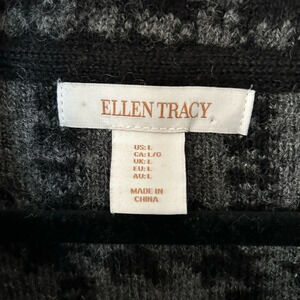 ELLEN TRACY
US: L
CA: L/G
UK: L
EU: L
AU: L
MADE IN
CHINA